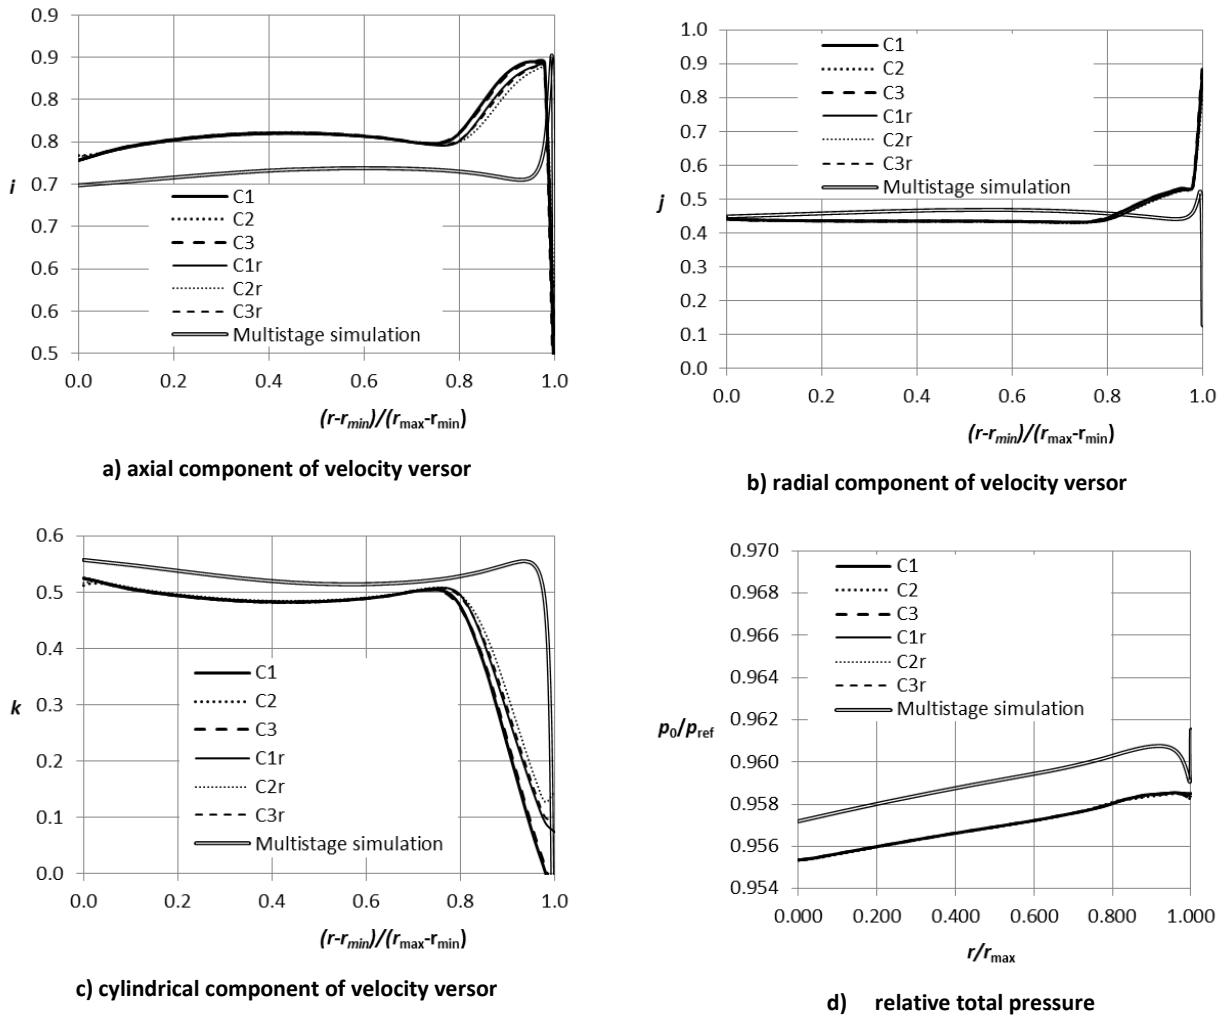 0.9
0.9
0.8
0.8
0.7
0.7
0.6
0.6
0.5
i
C1
C2
C3
C1r
C2r
C3r
Multistage simulation
0.0 0.2 0.4 0.6 0.8 1.0
(r-rmin)/(rmax-rmin)
a) axial component of velocity versor
1.0
0.9
0.8
0.7
0.6
0.5
0.4
0.3
0.2
0.1
0.0
j
C1
C2
C3
C1r
C2r
C3r
Multistage simulation
0.0 0.2 0.4 0.6 0.8 1.0
(r-rmin)/(rmax-rmin)
b) radial component of velocity versor
0.6
0.5
0.4
0.3
0.2
0.1
0.0
k
C1
C2
C3
C1r
C2r
C3r
Multistage simulation
0.0 0.2 0.4 0.6 0.8 1.0
(r-rmin)/(rmax-rmin)
c) cylindrical component of velocity versor
0.970
0.968
0.966
0.964
0.962
0.960
0.958
0.956
0.954
p0/pref
C1
C2
C3
C1r
C2r
C3r
Multistage simulation
0.000 0.200 0.400 0.600 0.800 1.000
r/rmax
d) relative total pressure